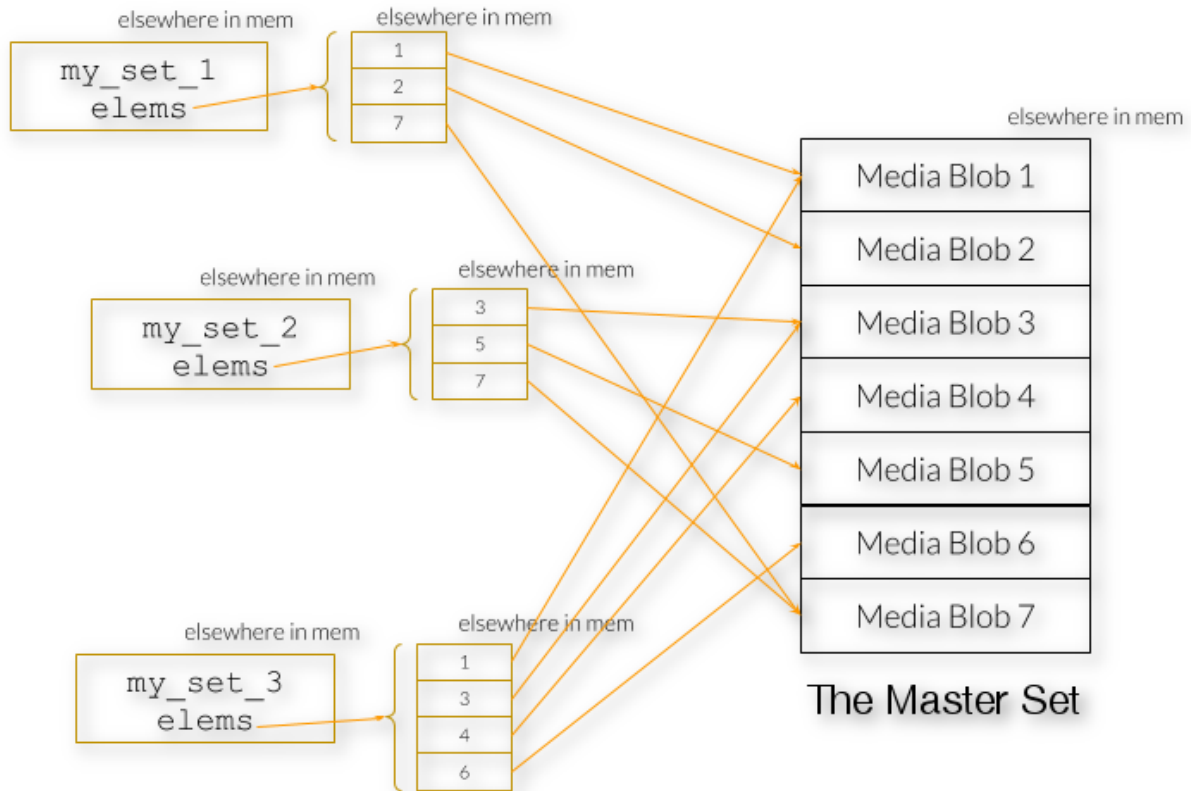 elsewhere in mem
my_set_1
elems
elsewhere in mem
1
2
7
elsewhere in mem
my_set_2
elems
elsewhere in mem
3
5
7
elsewhere in mem
my_set_3
elems
elsewhere in mem
1
3
4
6
elsewhere in mem
Media Blob 1
Media Blob 2
Media Blob 3
Media Blob 4
Media Blob 5
Media Blob 6
Media Blob 7
The Master Set